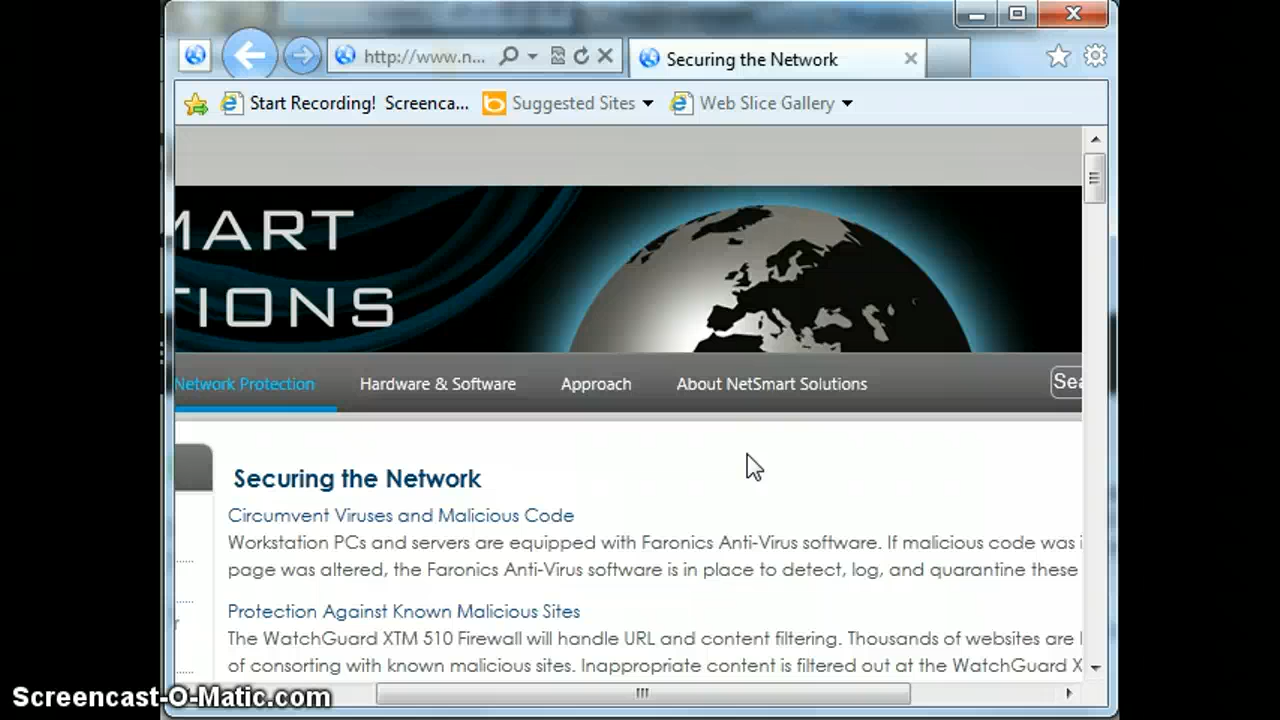 http://www.n...
Securing the Network
Start Recording! Screenca...
Suggested Sites
Web Slice Gallery
MART
TIONS
Network Protection
Hardware & Software
Approach
About NetSmart Solutions
Sea
Securing the Network
Circumvent Viruses and Malicious Code
Workstation PCs and servers are equipped with Faronics Anti-Virus software. If malicious code was i
page was altered, the Faronics Anti-Virus software is in place to detect, log, and quarantine these
Protection Against Known Malicious Sites
The WatchGuard XTM 510 Firewall will handle URL and content filtering. Thousands of websites are
of consorting with known malicious sites. Inappropriate content is filtered out at the WatchGuard X
Screencast-O-Matic.com